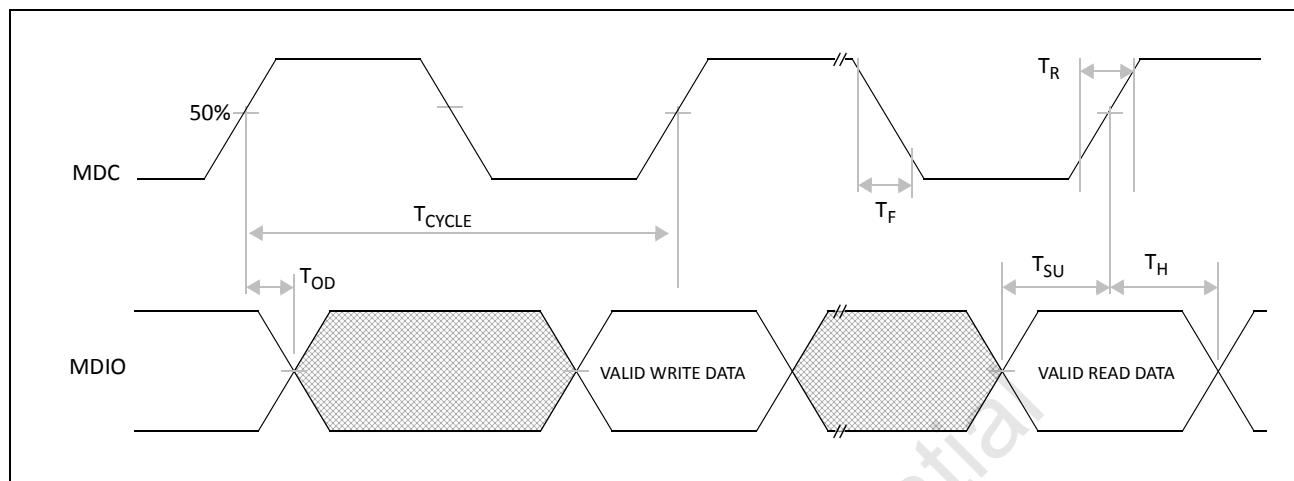 T_R
50%
MDC
T_F
T_CYCLE
T_OD
T_SU
T_H
MDIO
VALID WRITE DATA
VALID READ DATA